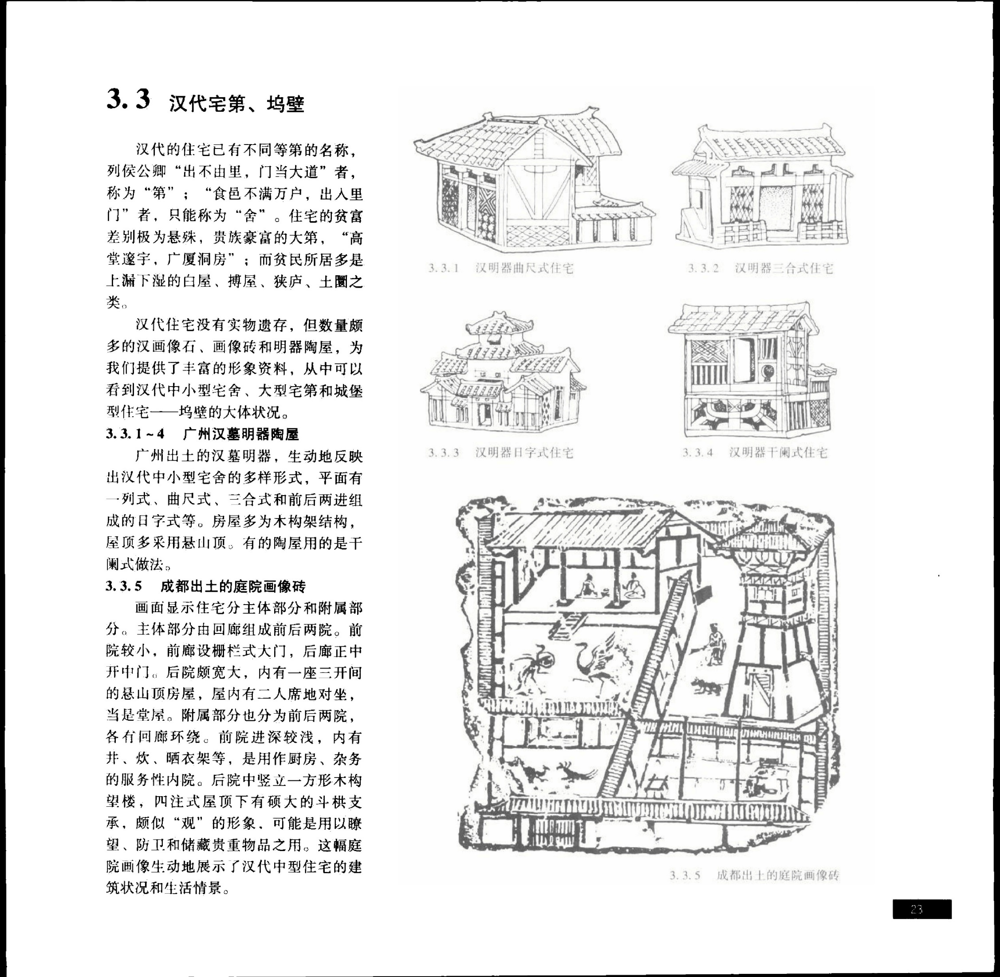 3.3 汉代宅第、坞壁
汉代的住宅已有不同等第的名称，
列侯公卿“出不由里，门当大道”者，
称为“第”；“食邑不满万户，出入里
门”者，只能称为“舍”。住宅的贫富
差别极为悬殊，贵族豪富的大第，“高
堂邃宇，广厦洞房”；而贫民所居多是
上漏下湿的白屋、搏屋、狭庐、土圜之
类。
汉代住宅没有实物遗存，但数量颇
多的汉画像石、画像砖和明器陶屋，为
我们提供了丰富的形象资料，从中可以
看到汉代中小型宅舍、大型宅第和城堡
型住宅——坞壁的大体状况。
3.3.1~4 广州汉墓明器陶屋
广州出土的汉墓明器，生动地反映
出汉代中小型宅舍的多样形式，平面有
一列式、曲尺式、三合式和前后两进组
成的日字式等。房屋多为木构架结构，
屋顶多采用悬山顶。有的陶屋用的是干
阑式做法。
3.3.5 成都出土的庭院画像砖
画面显示住宅分主体部分和附属部
分。主体部分由回廊组成前后两院。前
院较小，前廊设栅栏式大门，后廊正中
开中门。后院颇宽大，内有一座三开间
的悬山顶房屋，屋内有二人席地对坐，
当是堂屋。附属部分也分为前后两院，
各有回廊环绕。前院进深较浅，内有
井、炊、晒衣架等，是用作厨房、杂务
的服务性内院。后院中竖立一方形木构
望楼，四注式屋顶下有硕大的斗栱支
承，颇似“观”的形象，可能是用以瞭
望、防卫和储藏贵重物品之用。这幅庭
院画像生动地展示了汉代中型住宅的建
筑状况和生活情景。
3.3.1 汉明器曲尺式住宅
3.3.2 汉明器三合式住宅
3.3.3 汉明器日字式住宅
3.3.4 汉明器干阑式住宅
3.3.5 成都出土的庭院画像砖
23